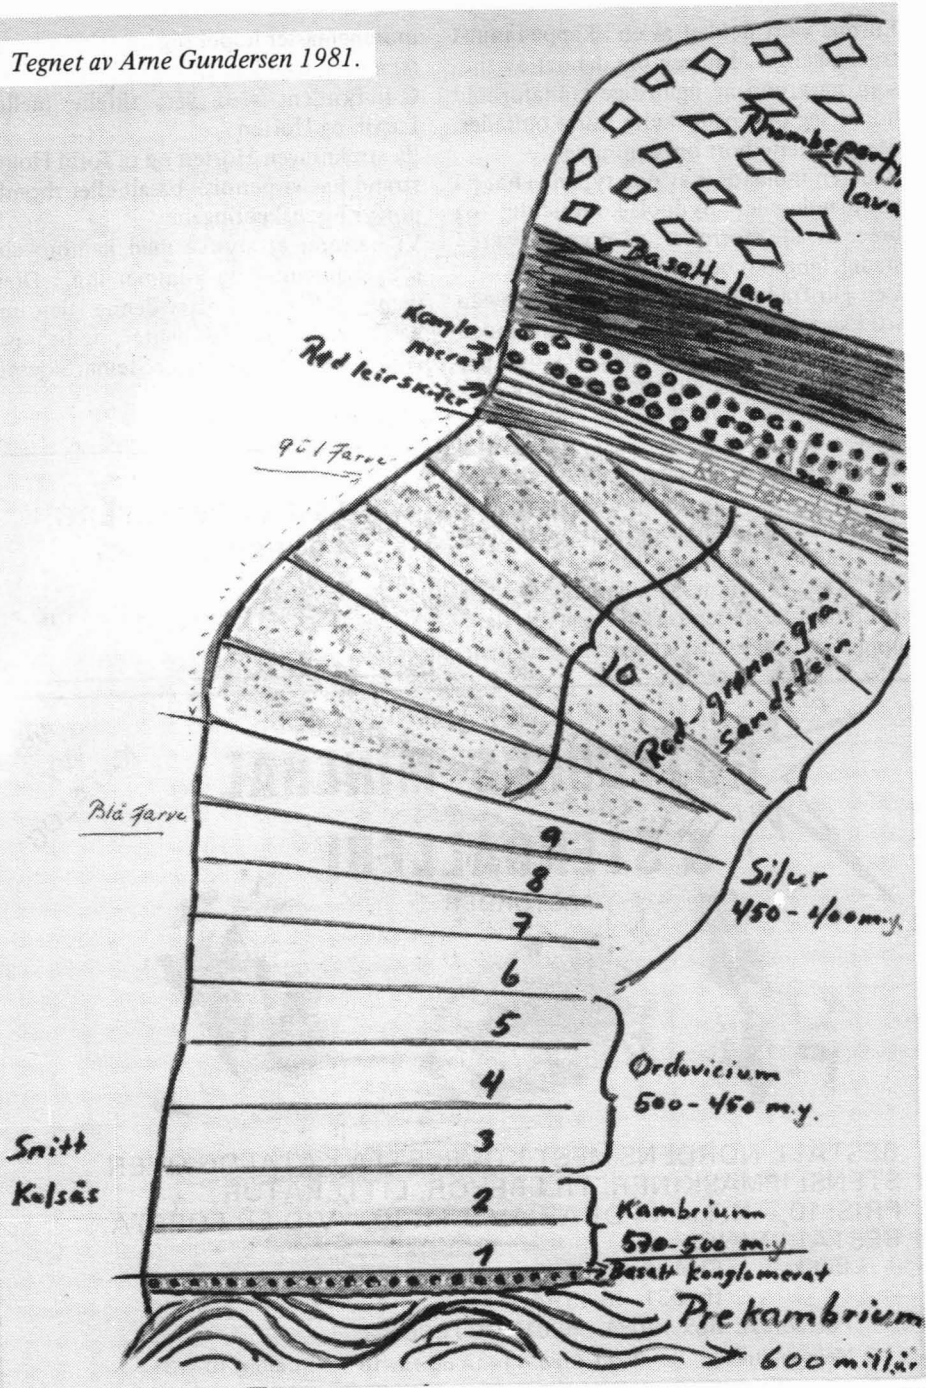 Tegnet av Arne Gundersen 1981.
Rhombeporfy.
lava
Basalt-lava
Konglo-
merat
Rød leirskifer
gul farve
Rød leirskifer
10
Rød-grønn-grå
sandstein
Blå farve
9.
8
7
6
5
4
3
2
1
Silur
450-400 m.y.
Ordovicium
500-450 m.y.
Snitt
Kolsås
Kambrium
570-500 m.y
Basalt konglomerat
Prekambrium
600 mill.år